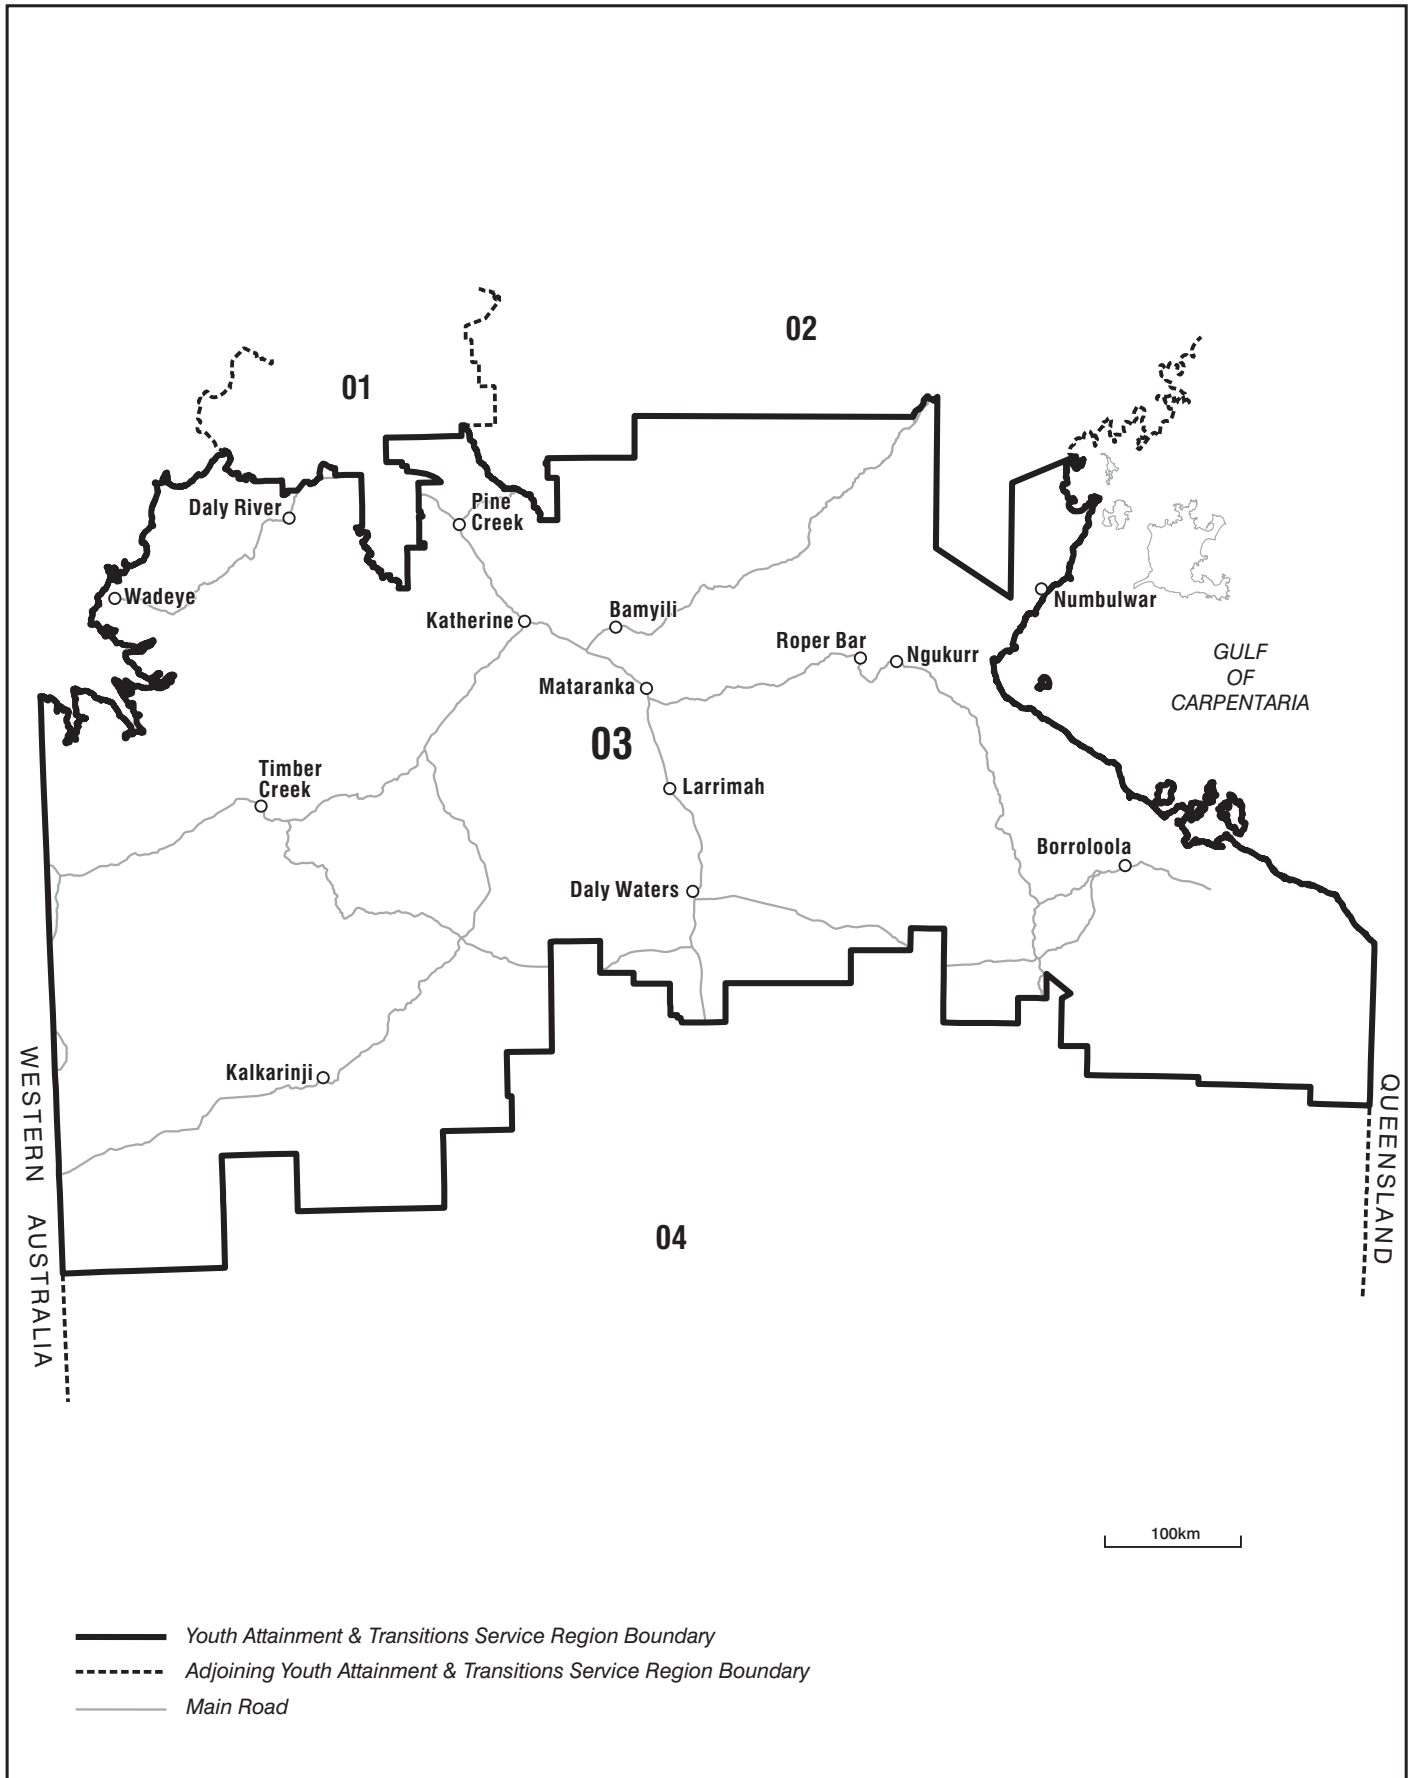 02
01
Daly River
Pine
Creek
Wadeye
Numbulwar
Bamyili
Katherine
Roper Bar
Ngukurr
GULF
OF
CARPENTARIA
Mataranka
03
Timber
Creek
Larrimah
Borroloola
Daly Waters
Kalkarinji
WESTERN AUSTRALIA
QUEENSLAND
04
100km
Youth Attainment & Transitions Service Region Boundary
Adjoining Youth Attainment & Transitions Service Region Boundary
Main Road